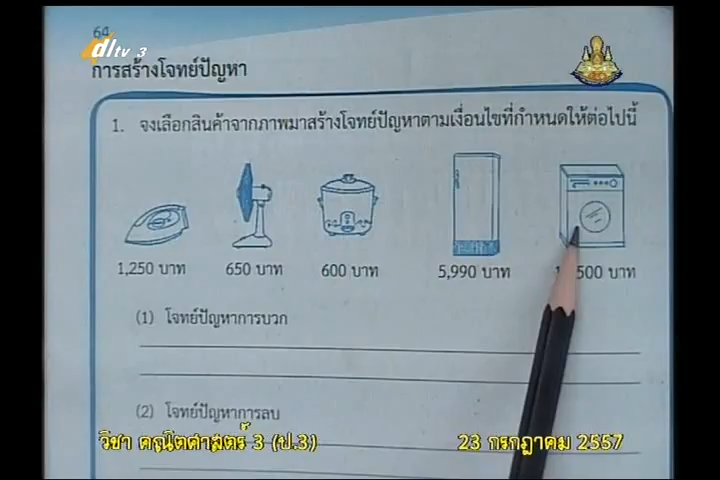 64
dltv 3
การสร้างโจทย์ปัญหา
1. จงเลือกสินค้าจากภาพมาสร้างโจทย์ปัญหาตามเงื่อนไขที่กำหนดให้ต่อไปนี้
1,250 บาท 650 บาท 600 บาท 5,990 บาท 500 บาท
(1) โจทย์ปัญหาการบวก
(2) โจทย์ปัญหาการลบ
วิชา คณิตศาสตร์ 3 (ป.3) 23 กรกฎาคม 2557